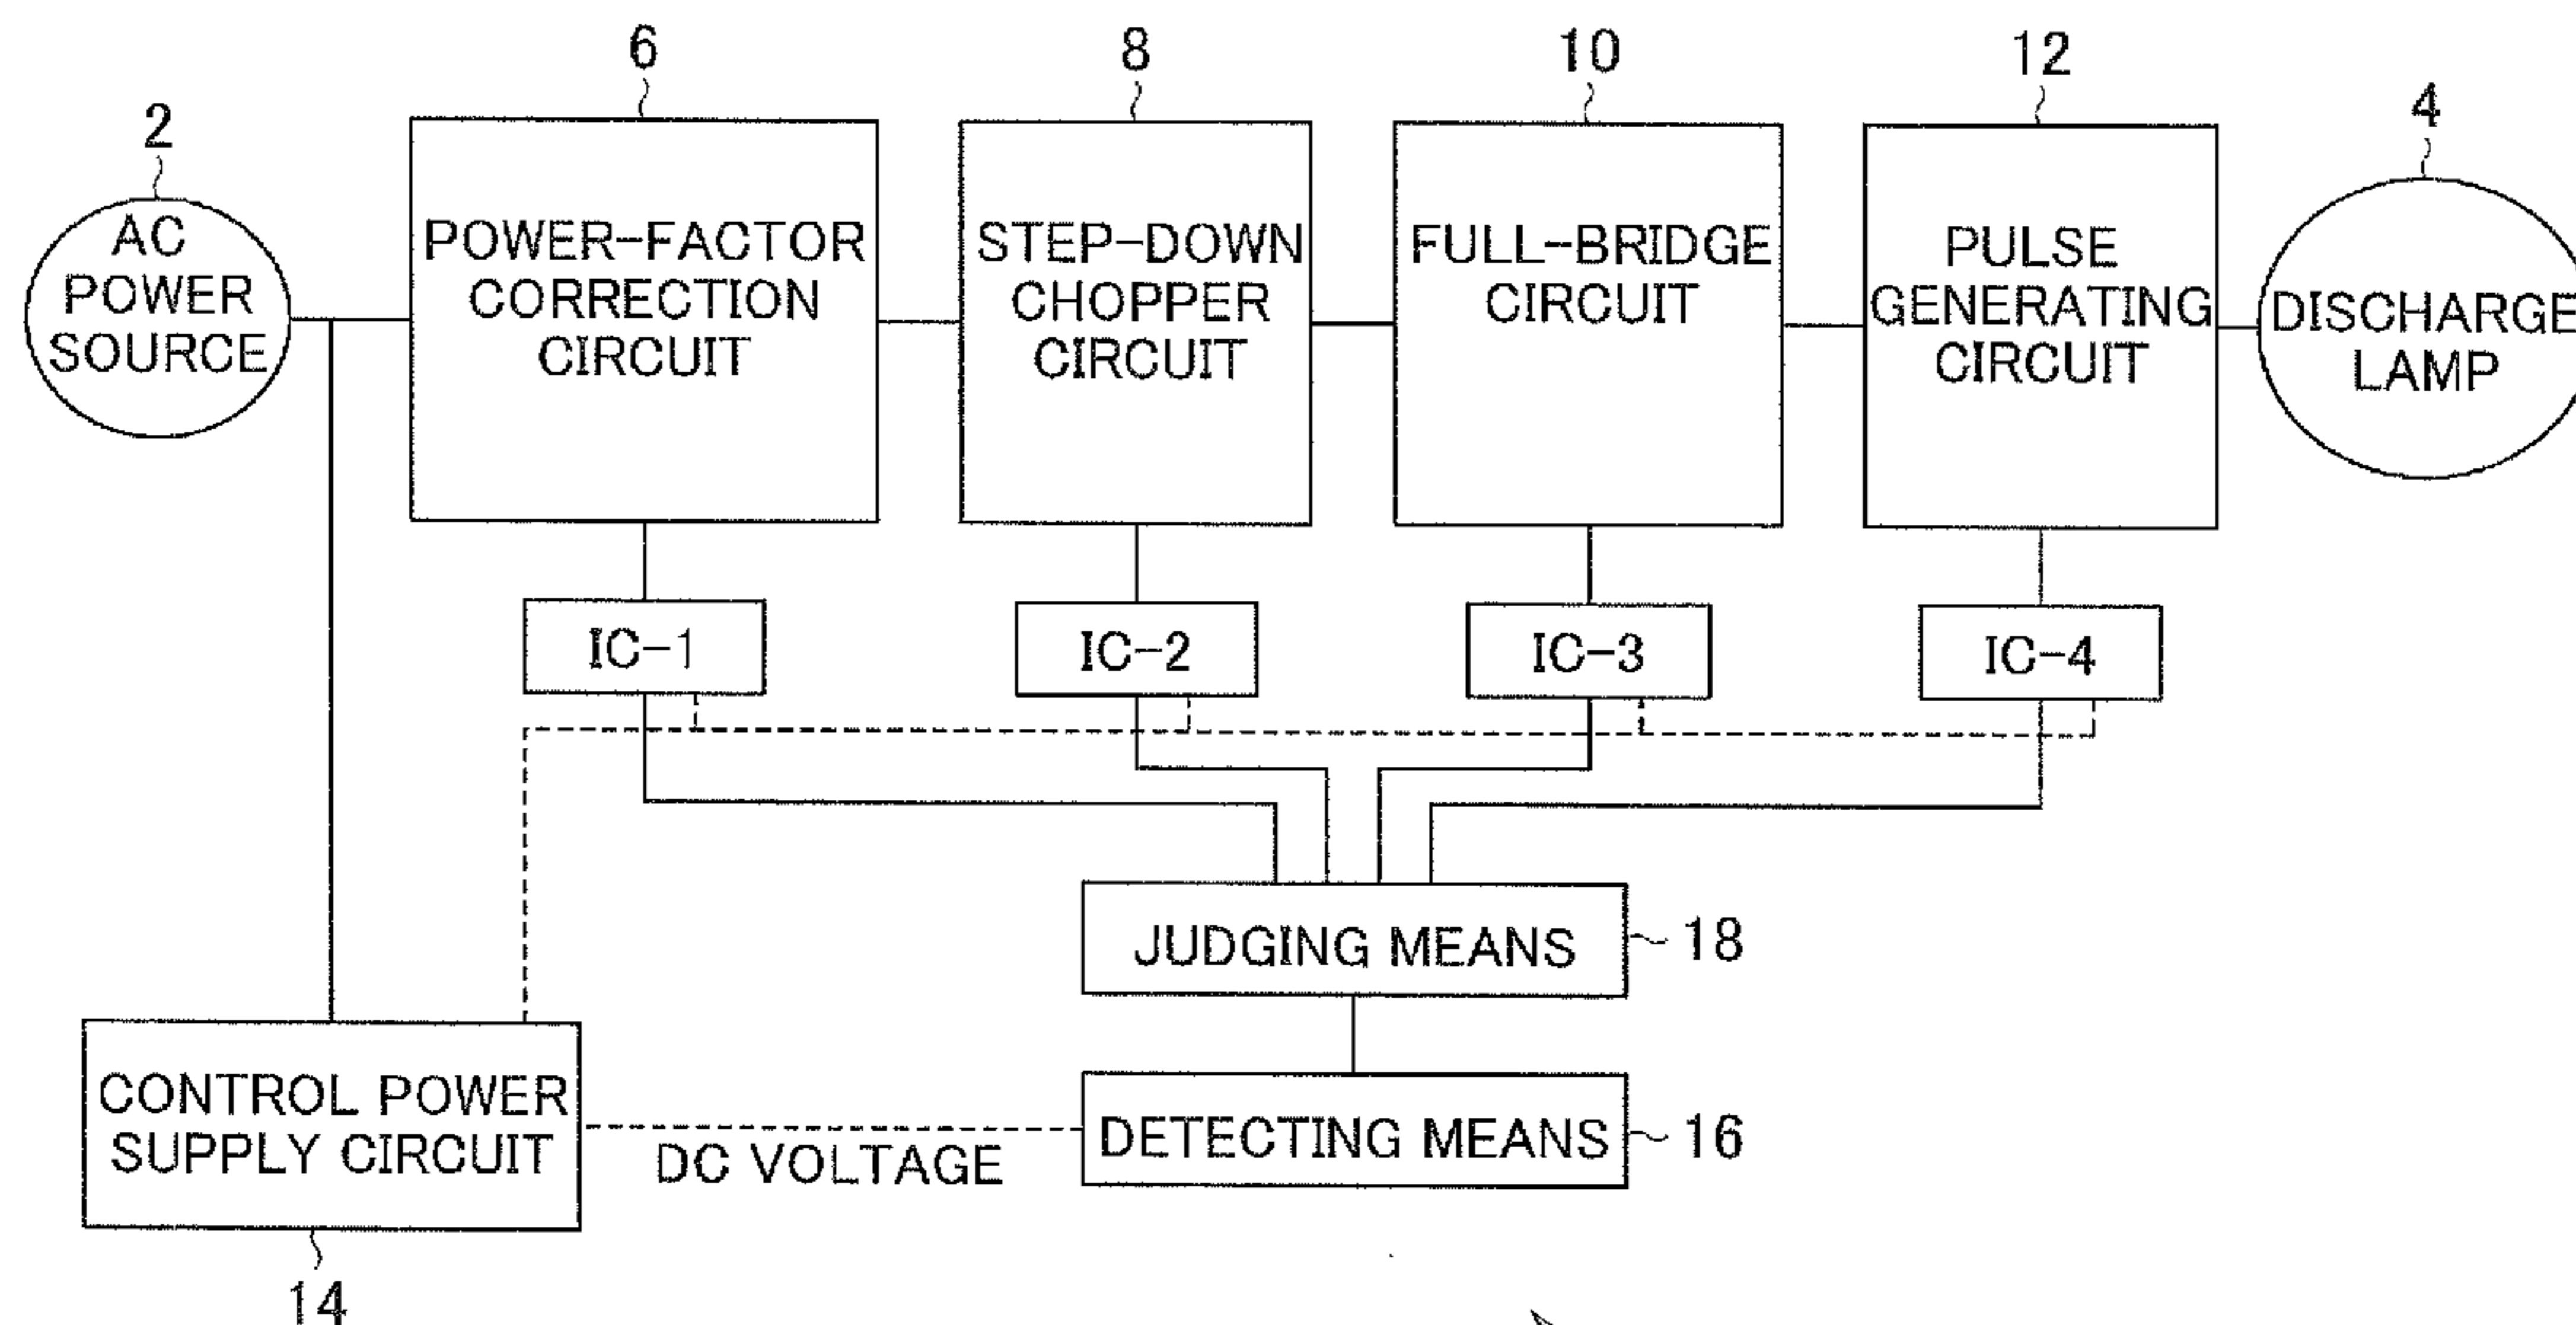 6
8
10
12
4
2
AC
POWER
SOURCE
POWER-FACTOR
CORRECTION
CIRCUIT
STEP-DOWN
CHOPPER
CIRCUIT
FULL-BRIDGE
CIRCUIT
PULSE
GENERATING
CIRCUIT
DISCHARGE
LAMP
IC-1
IC-2
IC-3
IC-4
JUDGING MEANS
18
CONTROL POWER
SUPPLY CIRCUIT
DC VOLTAGE
DETECTING MEANS
16
14